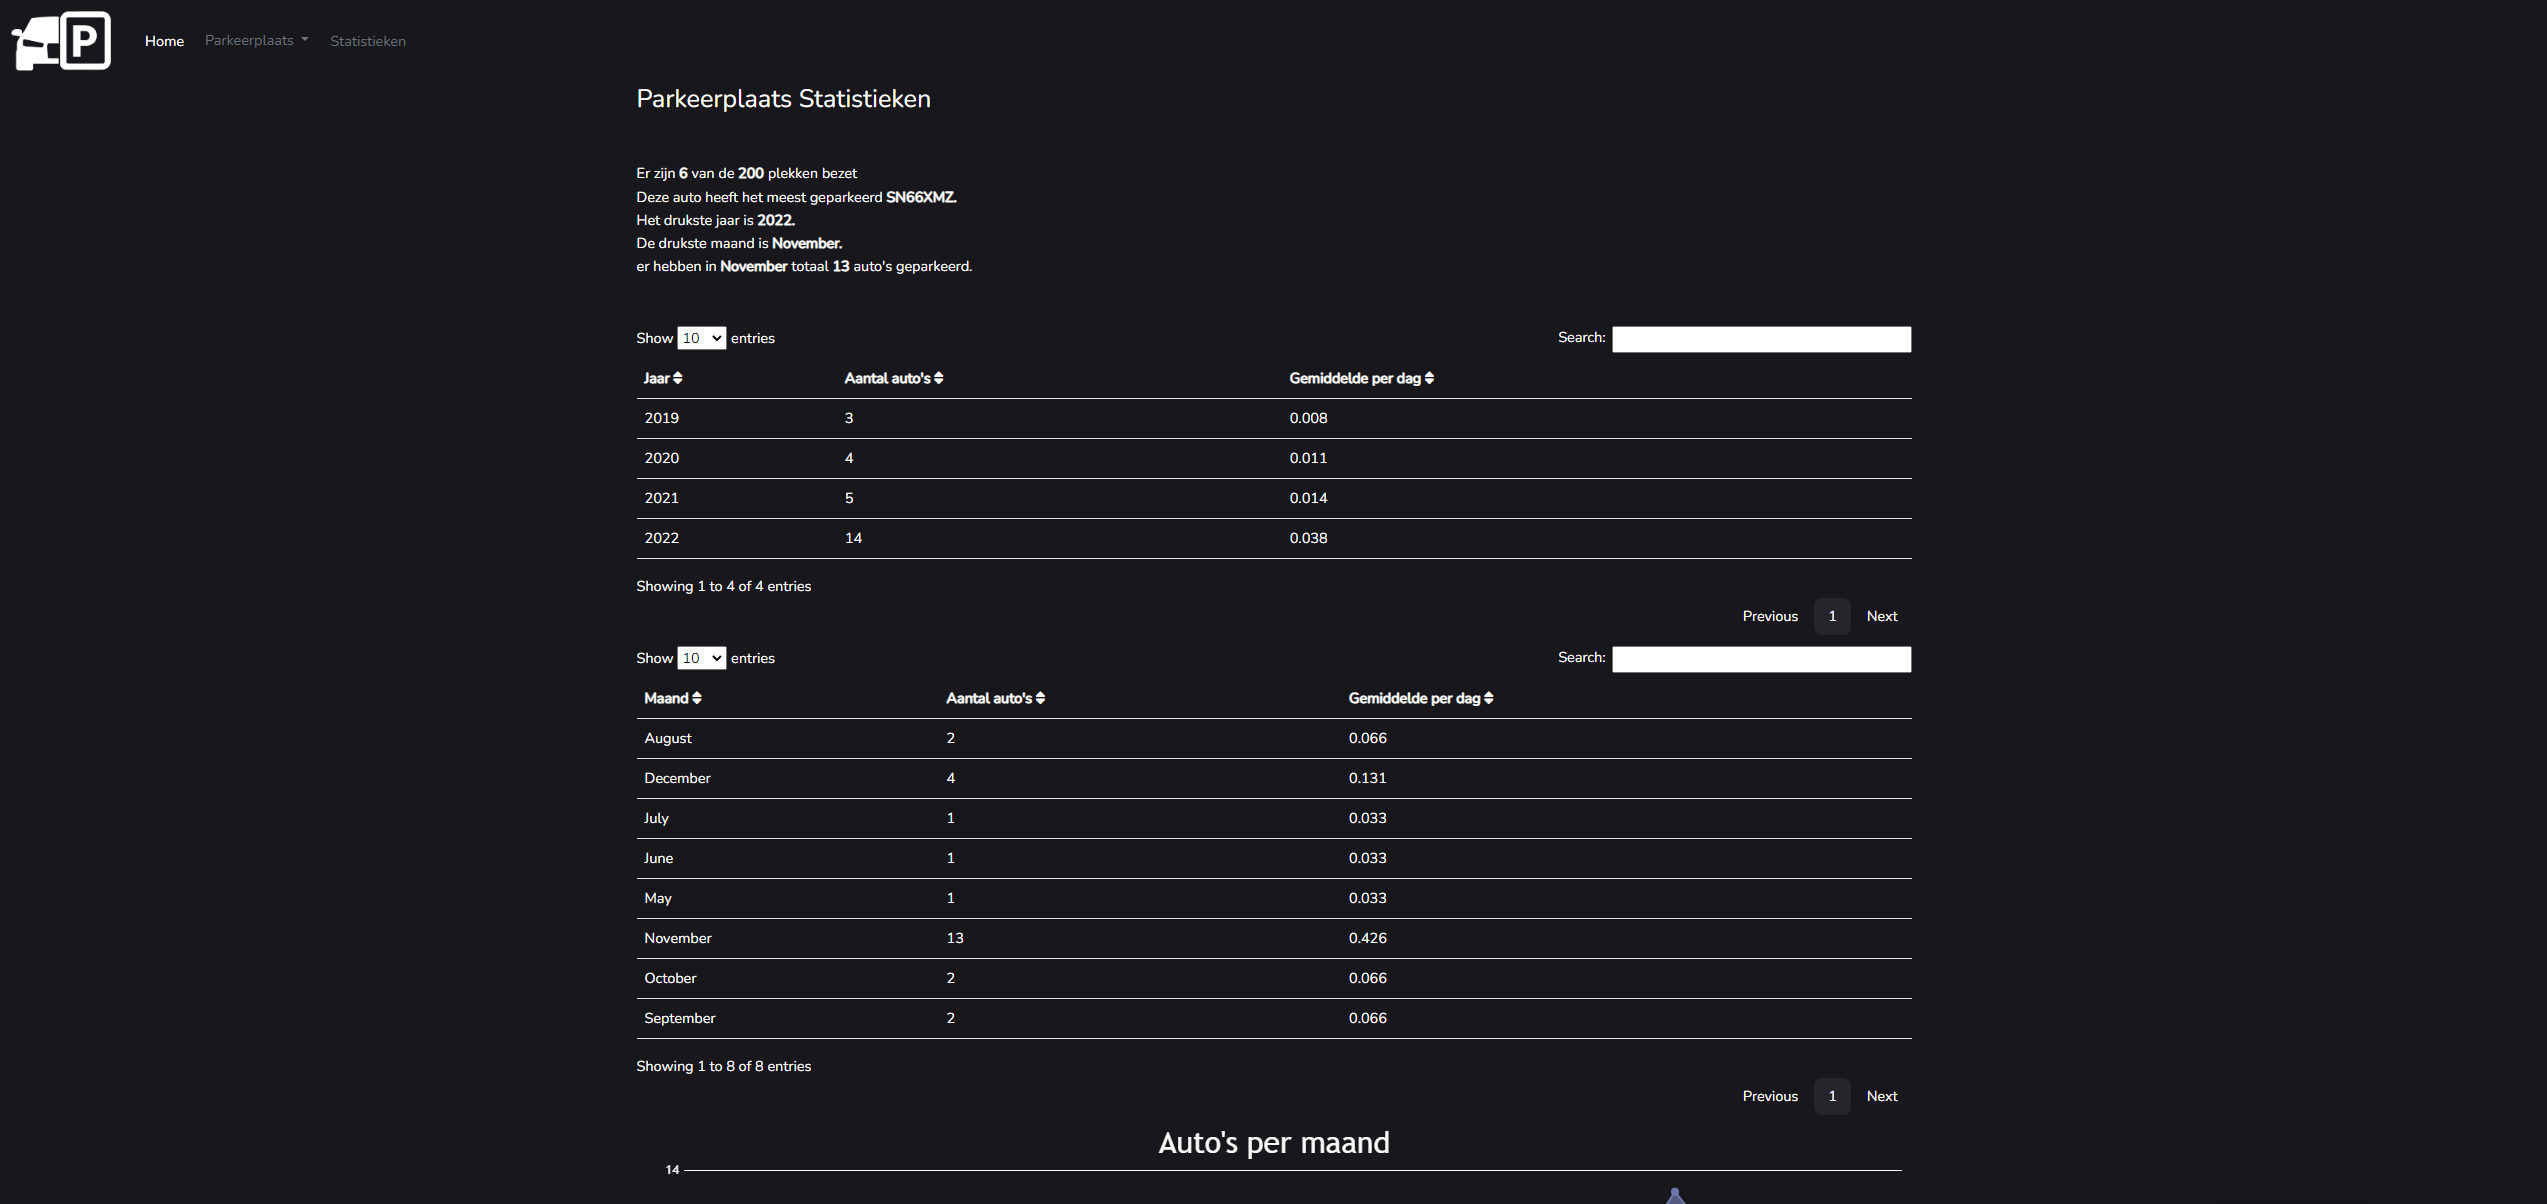 P
Home Parkeerplaats Statistieken
Parkeerplaats Statistieken
Er zijn 6 van de 200 plekken bezet
Deze auto heeft het meest geparkeerd SN66XMZ.
Het drukste jaar is 2022.
De drukste maand is November.
er hebben in November totaal 13 auto's geparkeerd.
Show 10 entries Search:
Jaar Aantal auto's Gemiddelde per dag
2019 3 0.008
2020 4 0.011
2021 5 0.014
2022 14 0.038
Showing 1 to 4 of 4 entries
Previous 1 Next
Show 10 entries Search:
Maand Aantal auto's Gemiddelde per dag
August 2 0.066
December 4 0.131
July 1 0.033
June 1 0.033
May 1 0.033
November 13 0.426
October 2 0.066
September 2 0.066
Showing 1 to 8 of 8 entries
Previous 1 Next
Auto's per maand
14